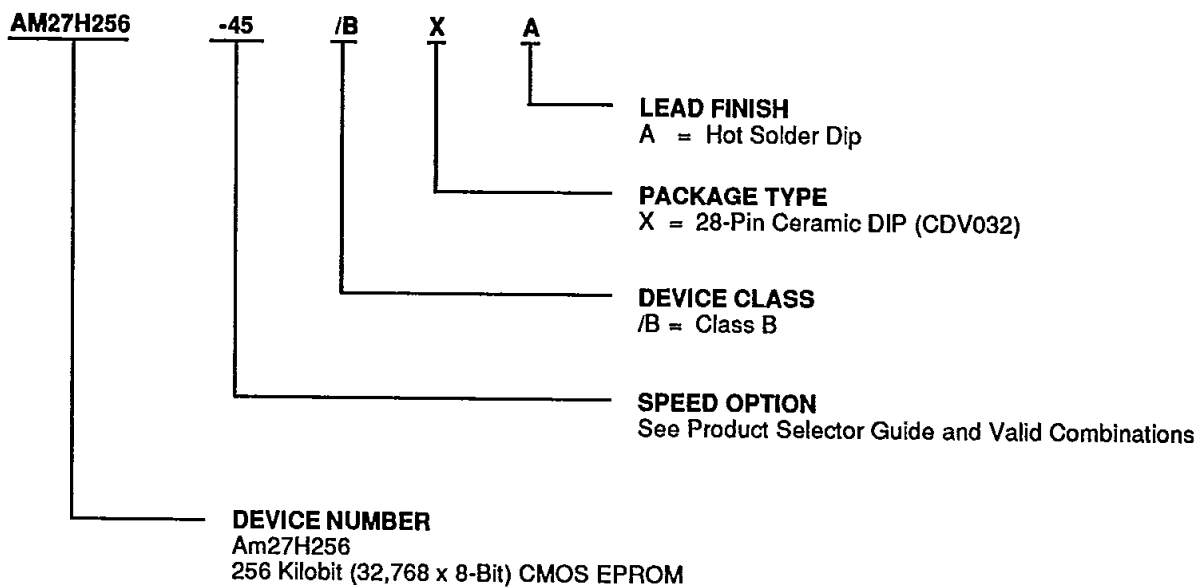 AM27H256 -45 /B X A
LEAD FINISH
A = Hot Solder Dip
PACKAGE TYPE
X = 28-Pin Ceramic DIP (CDV032)
DEVICE CLASS
/B = Class B
SPEED OPTION
See Product Selector Guide and Valid Combinations
DEVICE NUMBER
Am27H256
256 Kilobit (32,768 x 8-Bit) CMOS EPROM